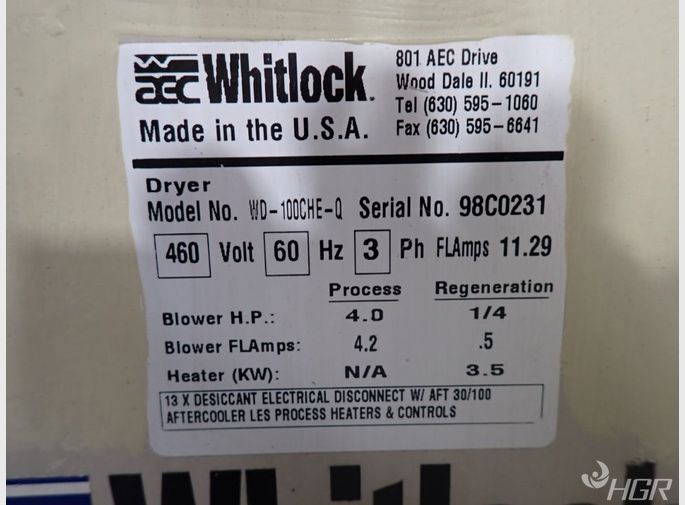 AEC Whitlock
801 AEC Drive
Wood Dale Il. 60191
Tel (630) 595-1060
Fax (630) 595-6641
Made in the U.S.A.
Dryer
Model No. WD-100CHE-Q Serial No. 98C0231
460 Volt 60 Hz 3 Ph FLAmps 11.29
Process Regeneration
Blower H.P.: 4.0 1/4
Blower FLAmps: 4.2 .5
Heater (KW): N/A 3.5
13 X DESICCANT ELECTRICAL DISCONNECT W/ AFT 30/100
AFTERCOOLER LES PROCESS HEATERS & CONTROLS
Whitlock
HGR